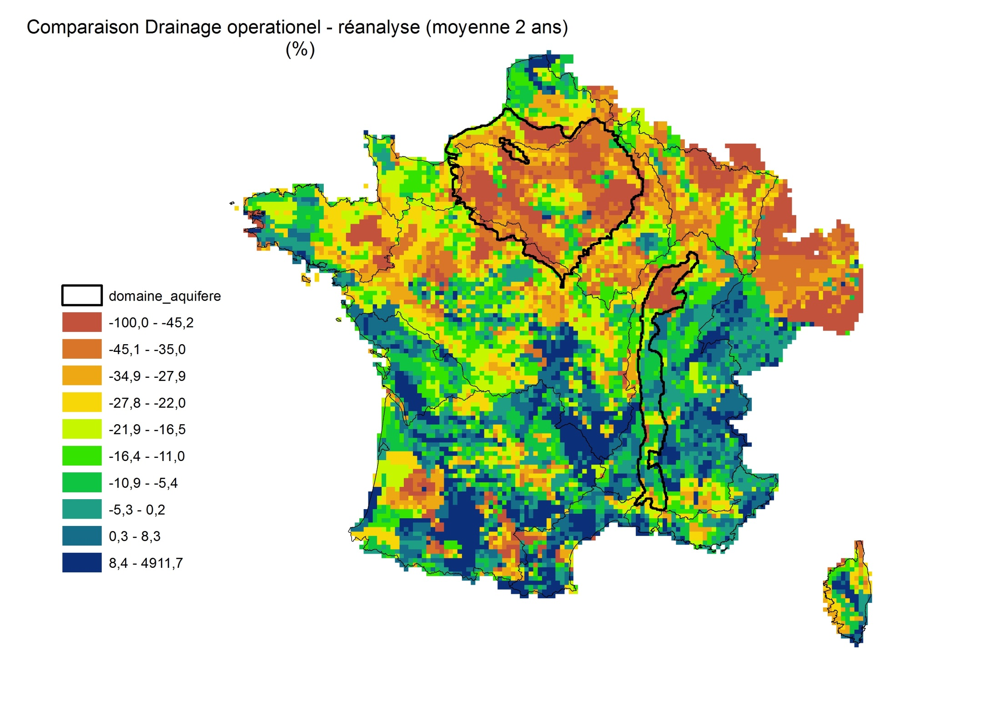 Comparaison Drainage operationel - réanalyse (moyenne 2 ans)
(%)
domaine_aquifere
-100,0 - -45,2
-45,1 - -35,0
-34,9 - -27,9
-27,8 - -22,0
-21,9 - -16,5
-16,4 - -11,0
-10,9 - -5,4
-5,3 - 0,2
0,3 - 8,3
8,4 - 4911,7